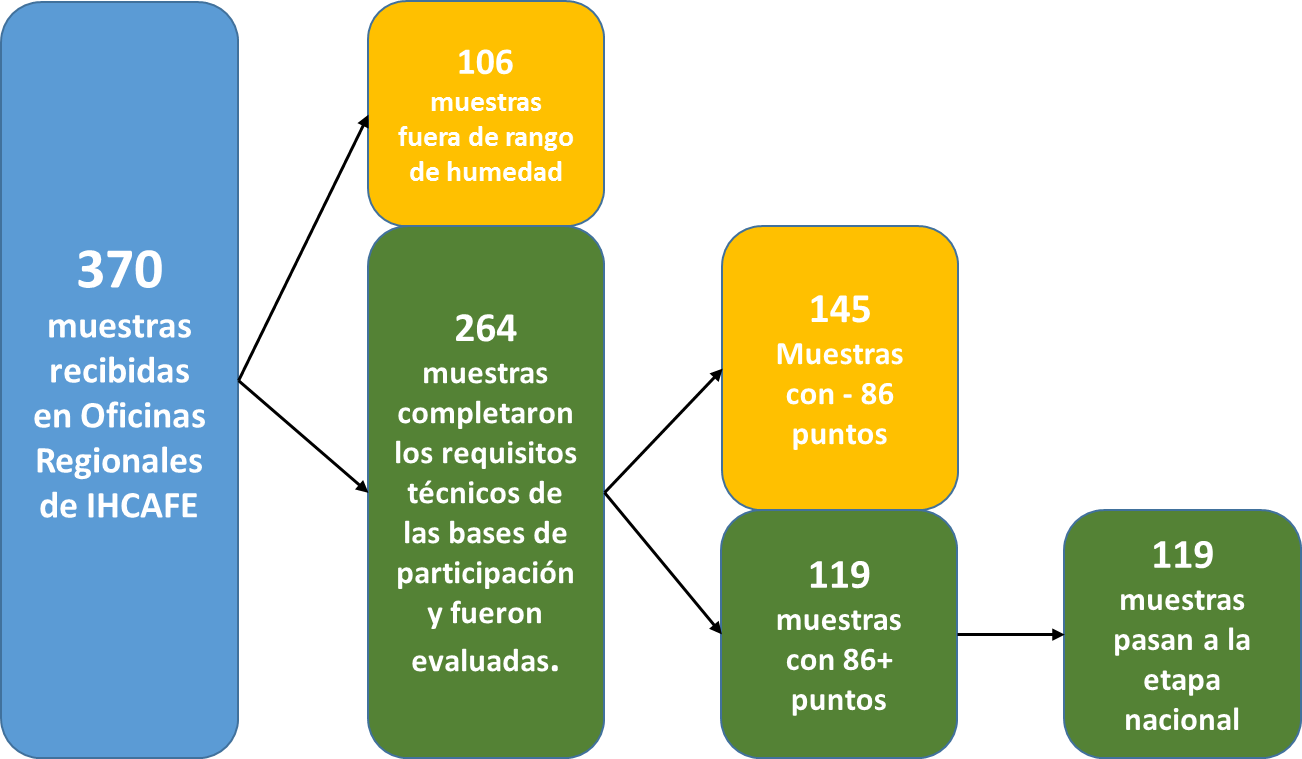 370
muestras
recibidas
en Oficinas
Regionales
de IHCAFE
106
muestras
fuera de rango
de humedad
264
muestras
completaron
los requisitos
técnicos de
las bases de
participación
y fueron
evaluadas.
145
Muestras
con - 86
puntos
119
muestras
con 86+
puntos
119
muestras
pasan a la
etapa
nacional